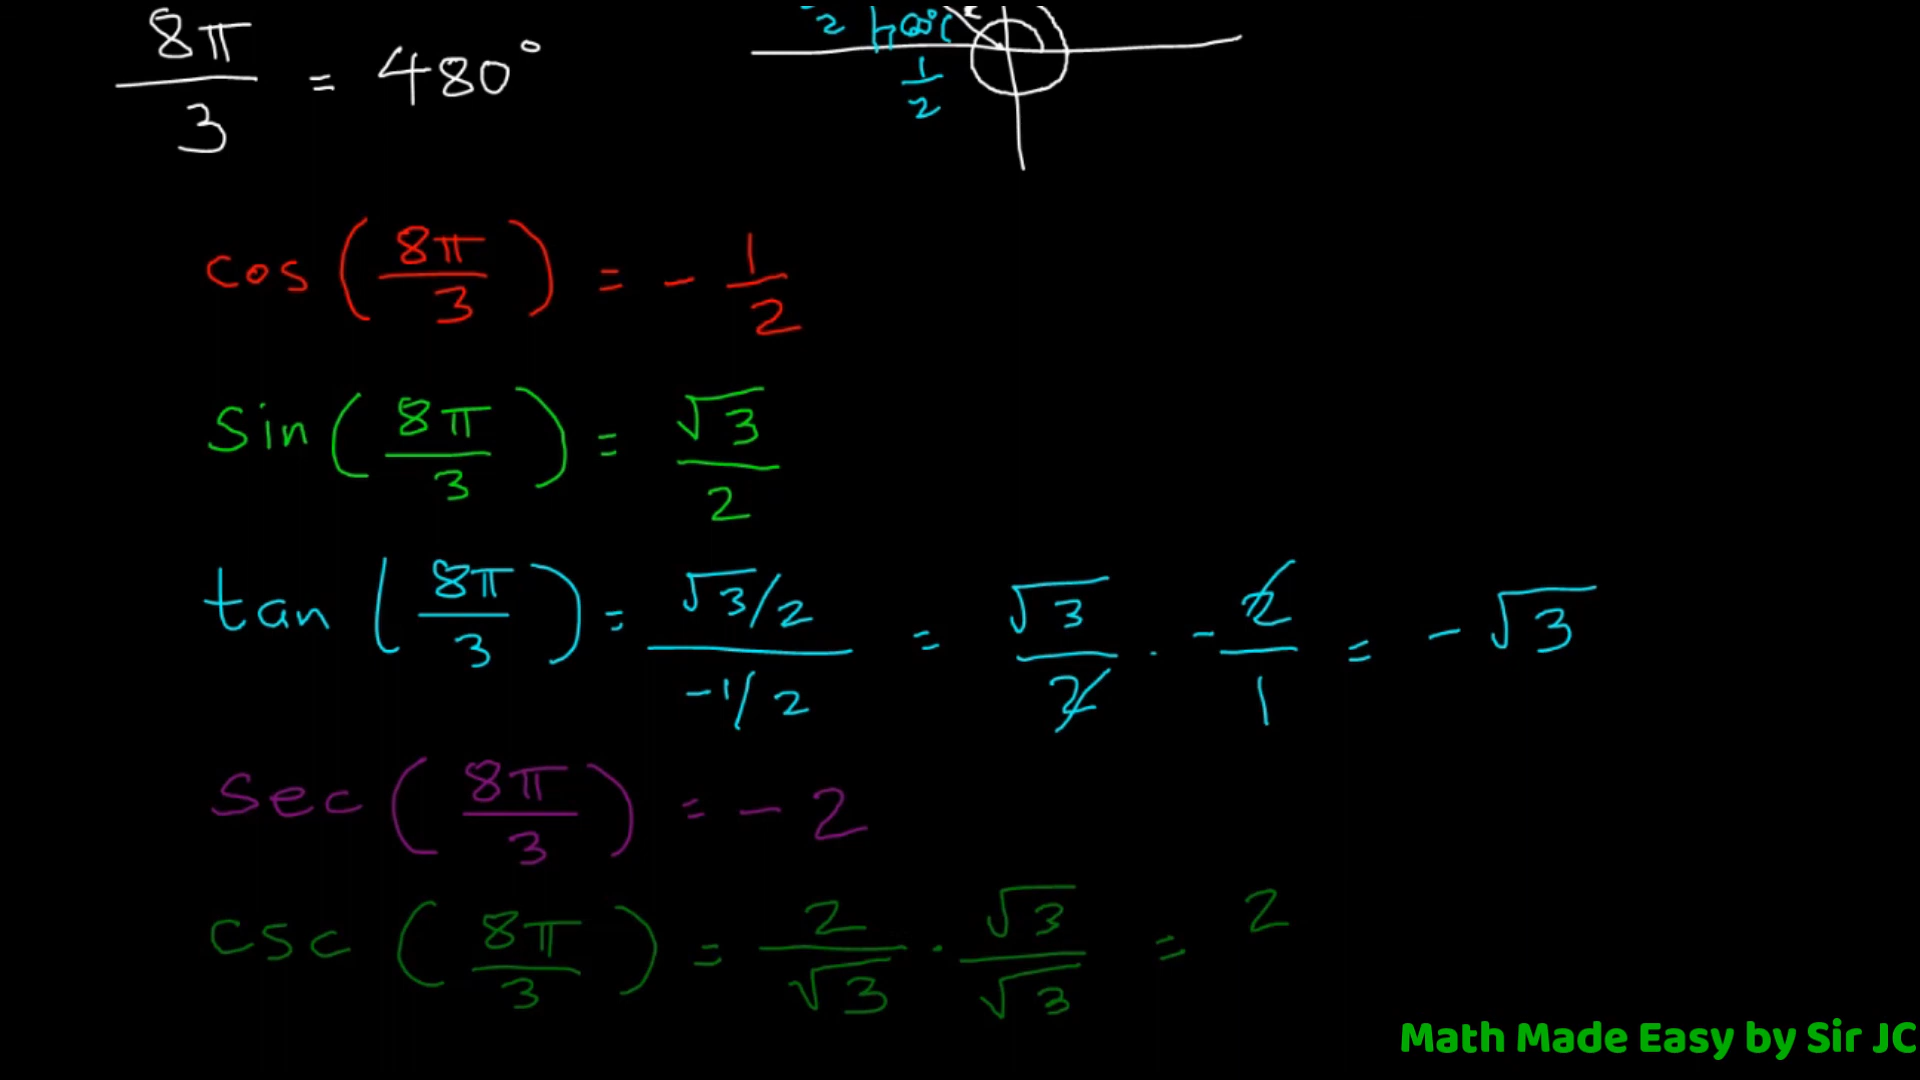 8π/3 = 480°
2
1/2
cos(8π/3) = - 1/2
sin(8π/3) = √3/2
tan(8π/3) = (√3/2)/(-1/2) = √3/2 · -2/1 = -√3
sec(8π/3) = -2
csc(8π/3) = 2/√3 · √3/√3 = 2
Math Made Easy by Sir JC